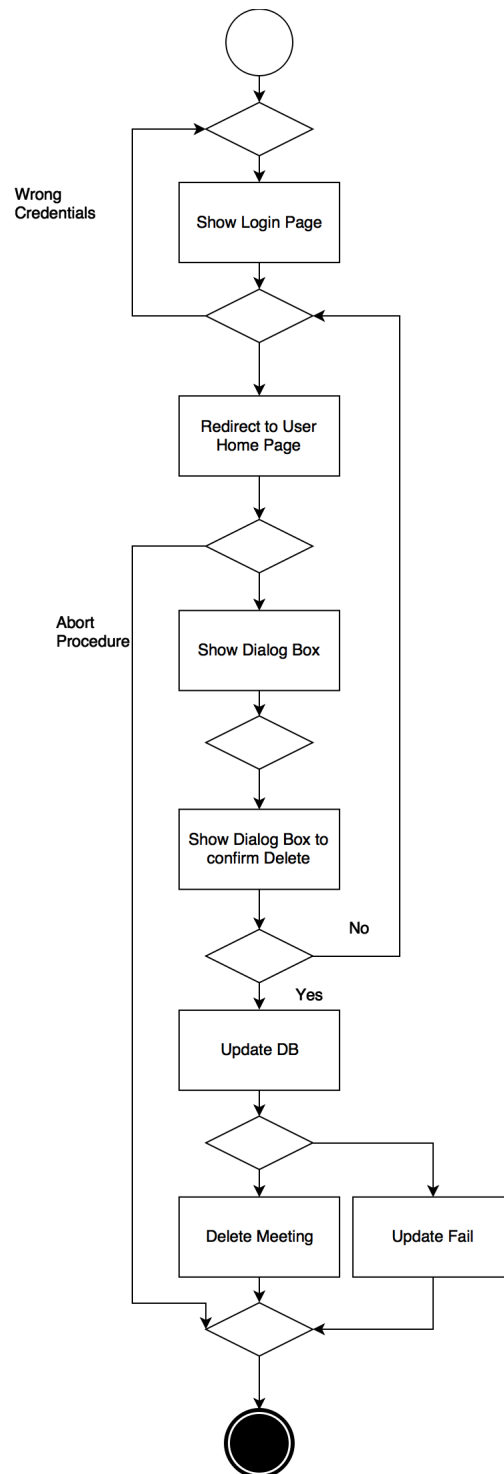 Wrong
Credentials
Show Login Page
Redirect to User
Home Page
Abort
Procedure
Show Dialog Box
Show Dialog Box to
confirm Delete
No
Yes
Update DB
Delete Meeting
Update Fail